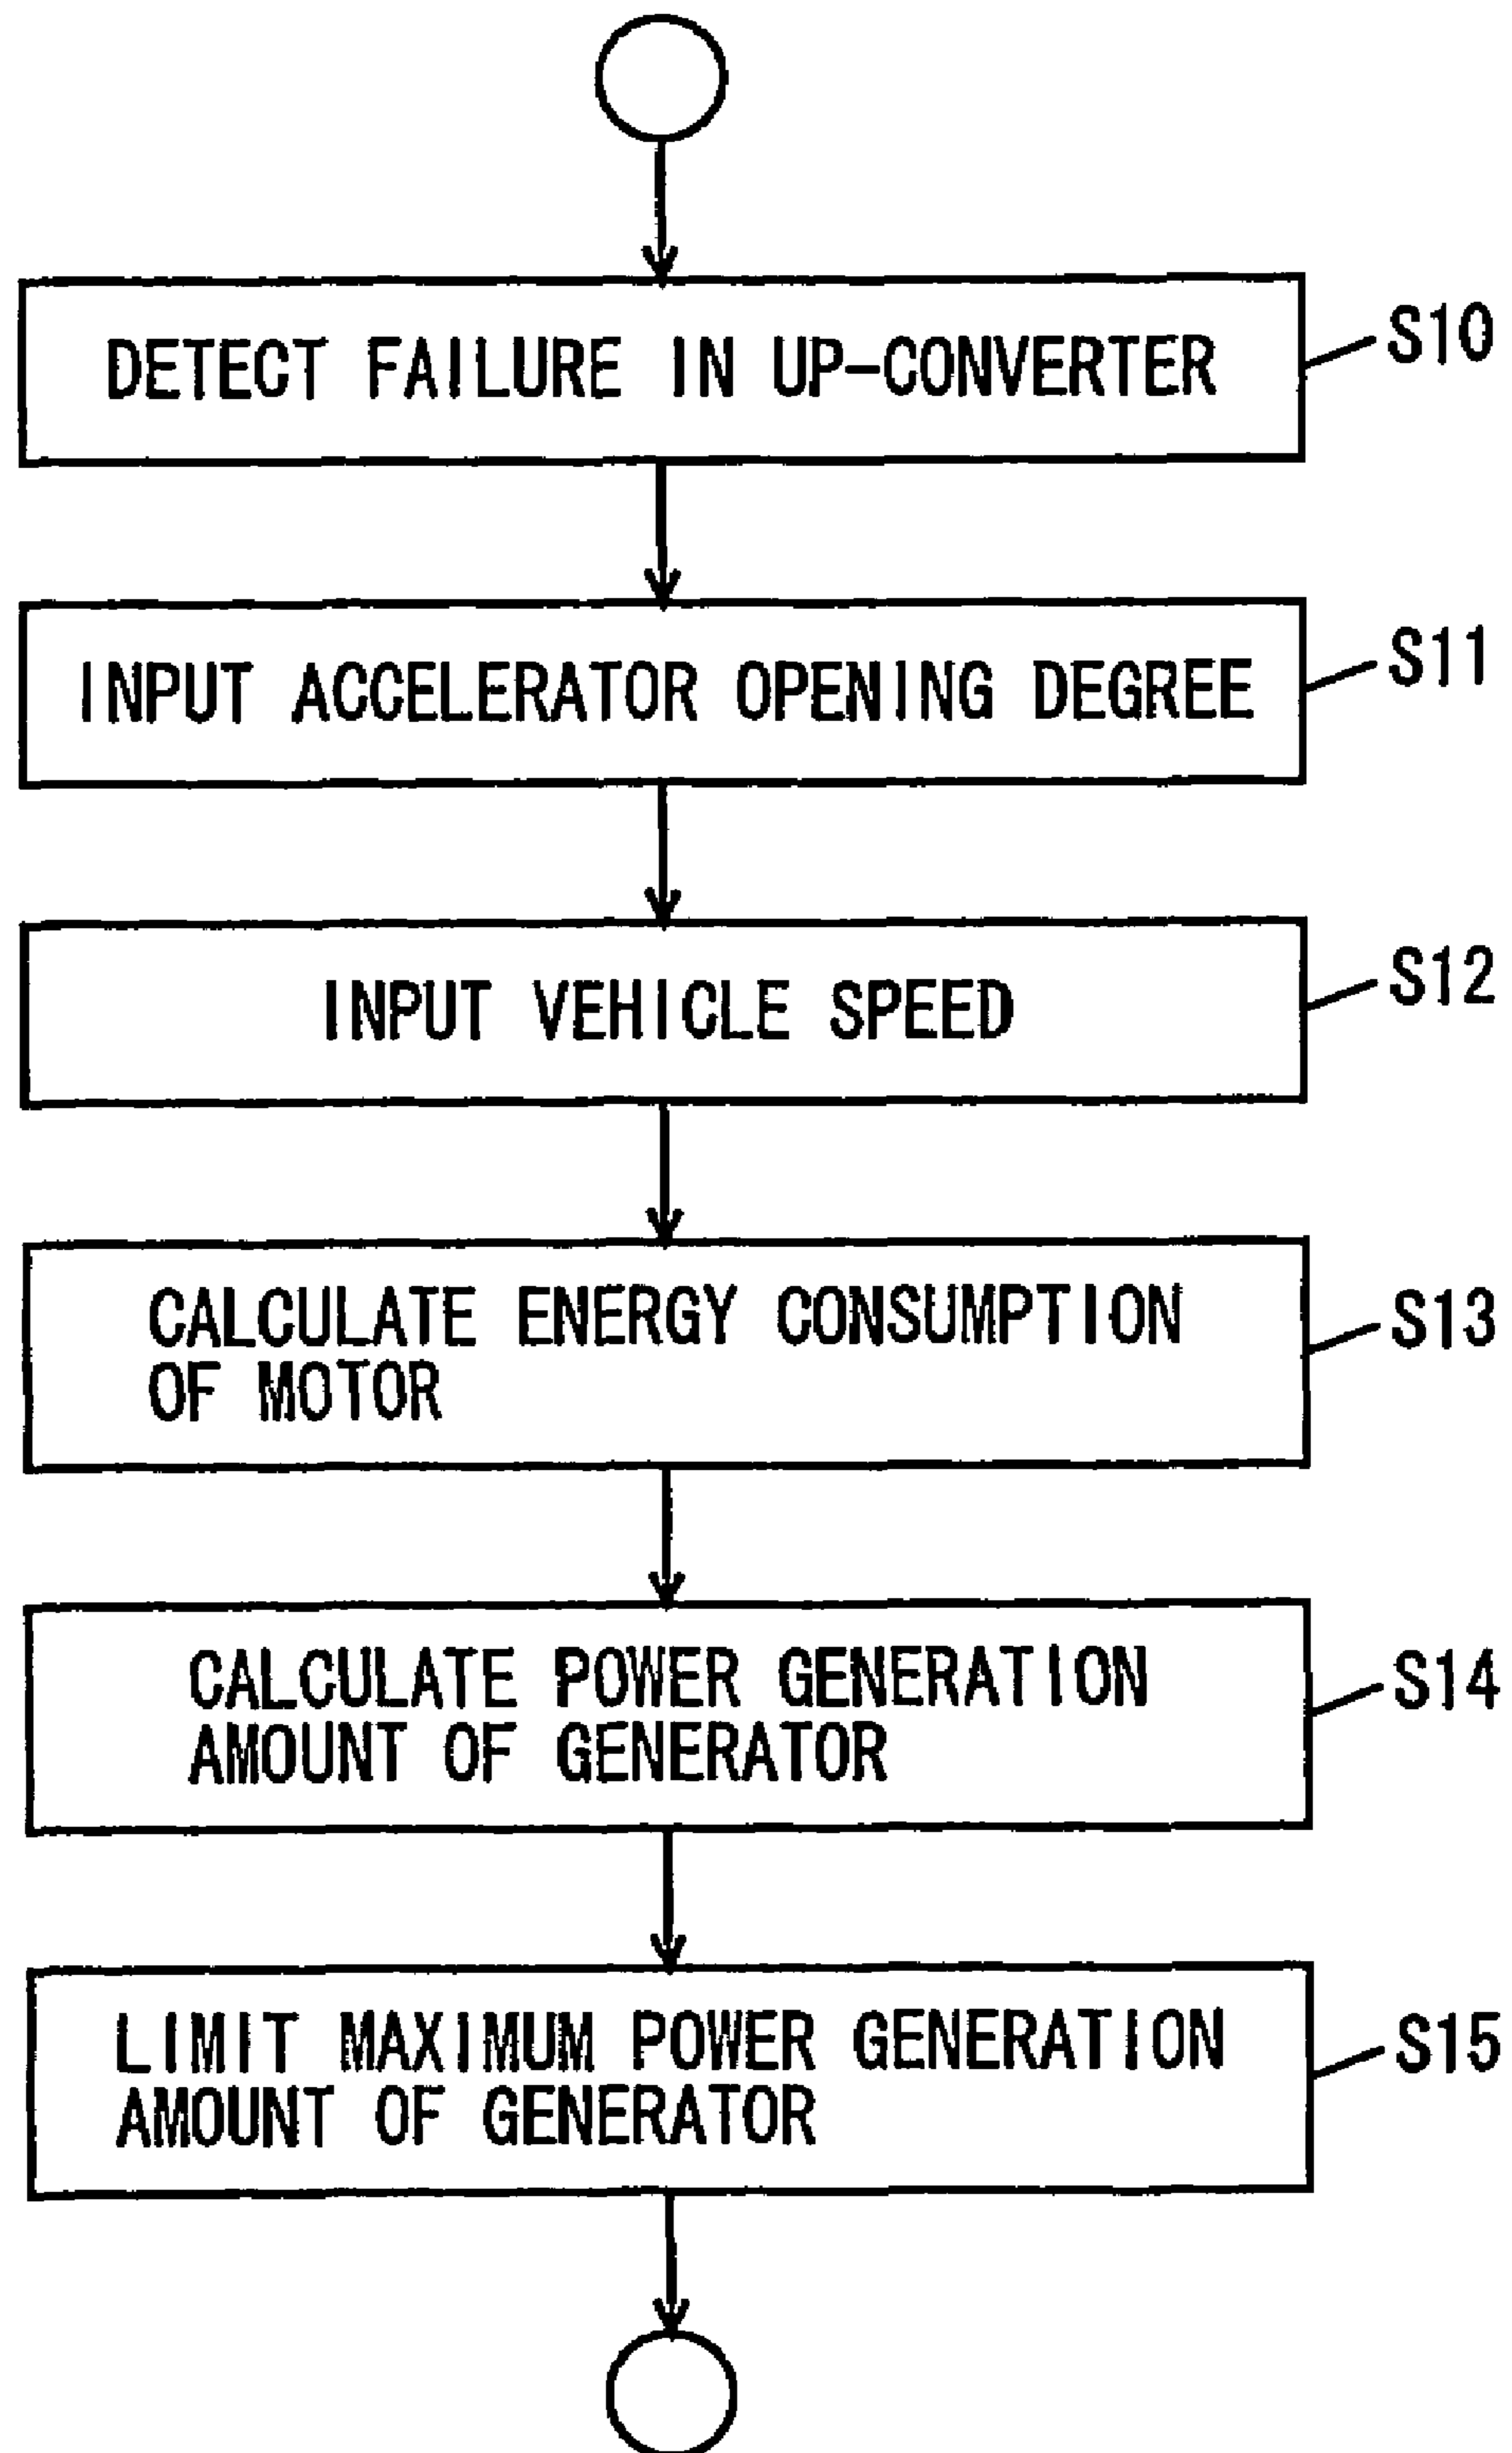 DETECT FAILURE IN UP-CONVERTER
S10
INPUT ACCELERATOR OPENING DEGREE
S11
INPUT VEHICLE SPEED
S12
CALCULATE ENERGY CONSUMPTION
OF MOTOR
S13
CALCULATE POWER GENERATION
AMOUNT OF GENERATOR
S14
LIMIT MAXIMUM POWER GENERATION
AMOUNT OF GENERATOR
S15